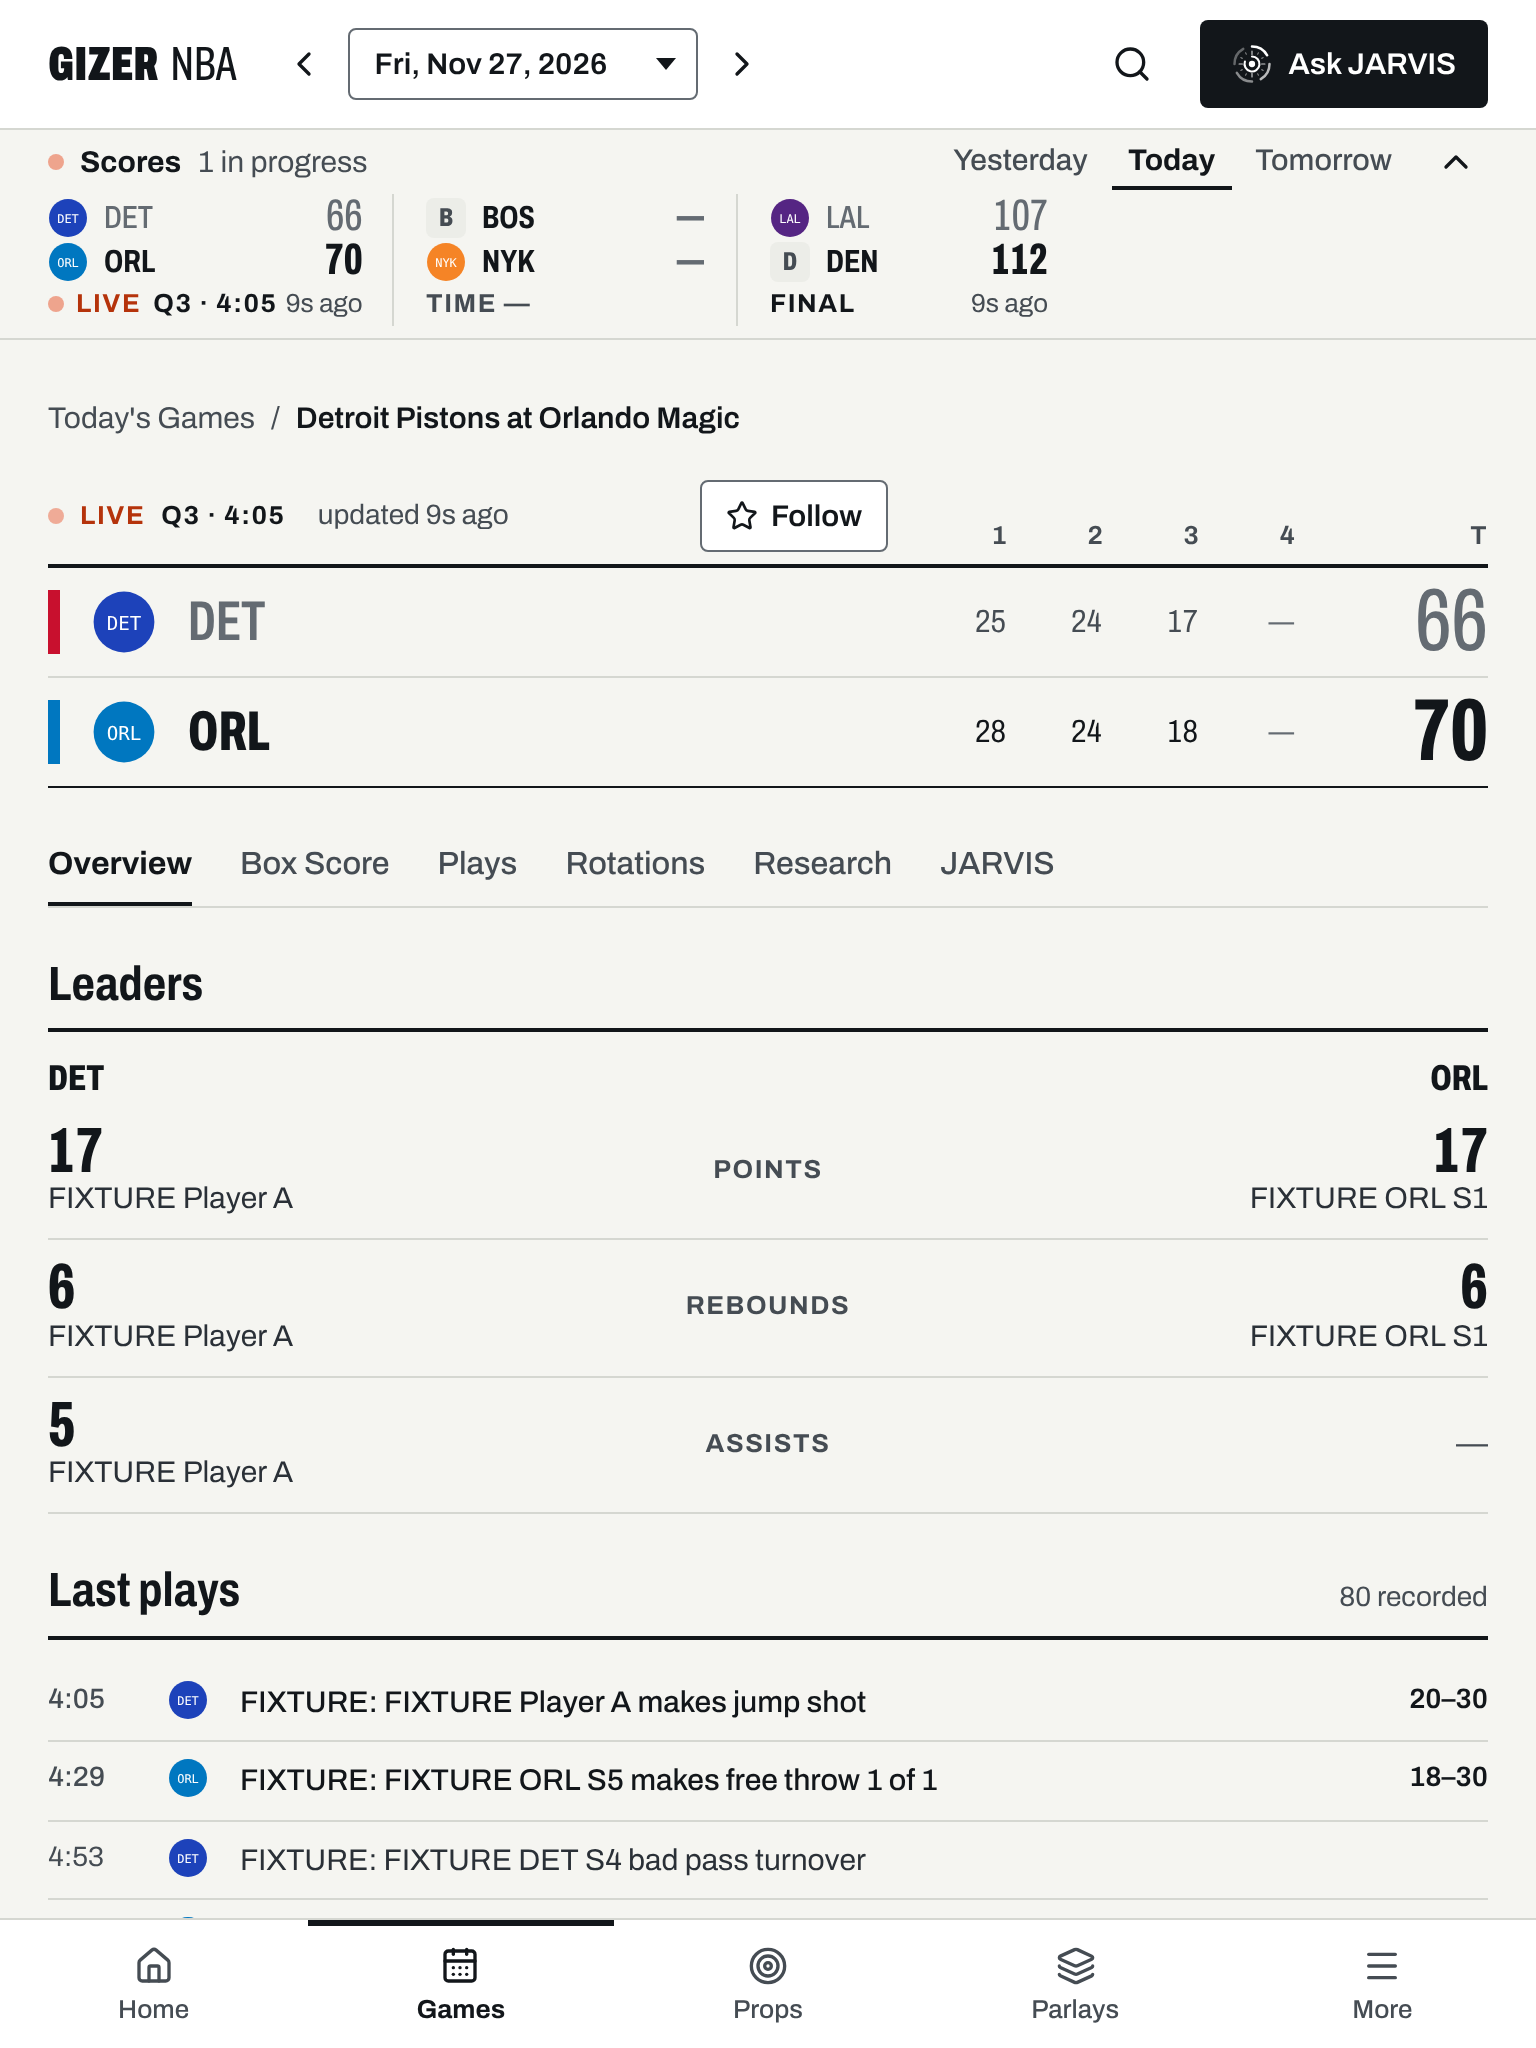 GIZER NBA
Fri, Nov 27, 2026
Ask JARVIS
Scores 1 in progress
Yesterday Today Tomorrow
DET DET 66
ORL ORL 70
LIVE Q3 · 4:05 9s ago
B BOS —
NYK NYK —
TIME —
LAL LAL 107
D DEN 112
FINAL 9s ago
Today's Games / Detroit Pistons at Orlando Magic
LIVE Q3 · 4:05 updated 9s ago
Follow
1 2 3 4 T
DET DET 25 24 17 — 66
ORL ORL 28 24 18 — 70
Overview Box Score Plays Rotations Research JARVIS
Leaders
DET ORL
17 POINTS 17
FIXTURE Player A FIXTURE ORL S1
6 REBOUNDS 6
FIXTURE Player A FIXTURE ORL S1
5 ASSISTS —
FIXTURE Player A
Last plays 80 recorded
4:05 DET FIXTURE: FIXTURE Player A makes jump shot 20–30
4:29 ORL FIXTURE: FIXTURE ORL S5 makes free throw 1 of 1 18–30
4:53 DET FIXTURE: FIXTURE DET S4 bad pass turnover
Home Games Props Parlays More